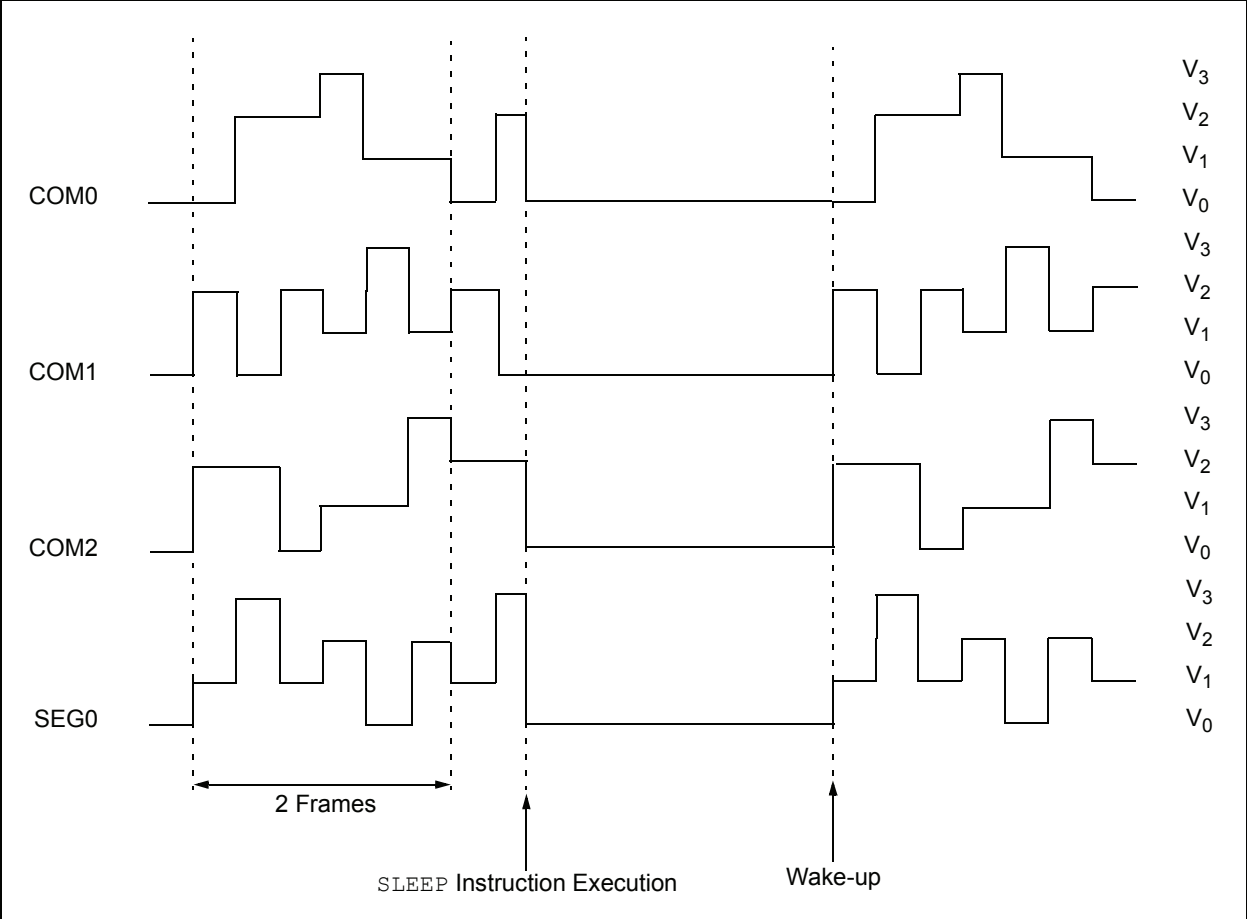 V3
V2
V1
COM0
V0
V3
V2
V1
COM1
V0
V3
V2
V1
COM2
V0
V3
V2
V1
SEG0
V0
2 Frames
SLEEP Instruction Execution
Wake-up